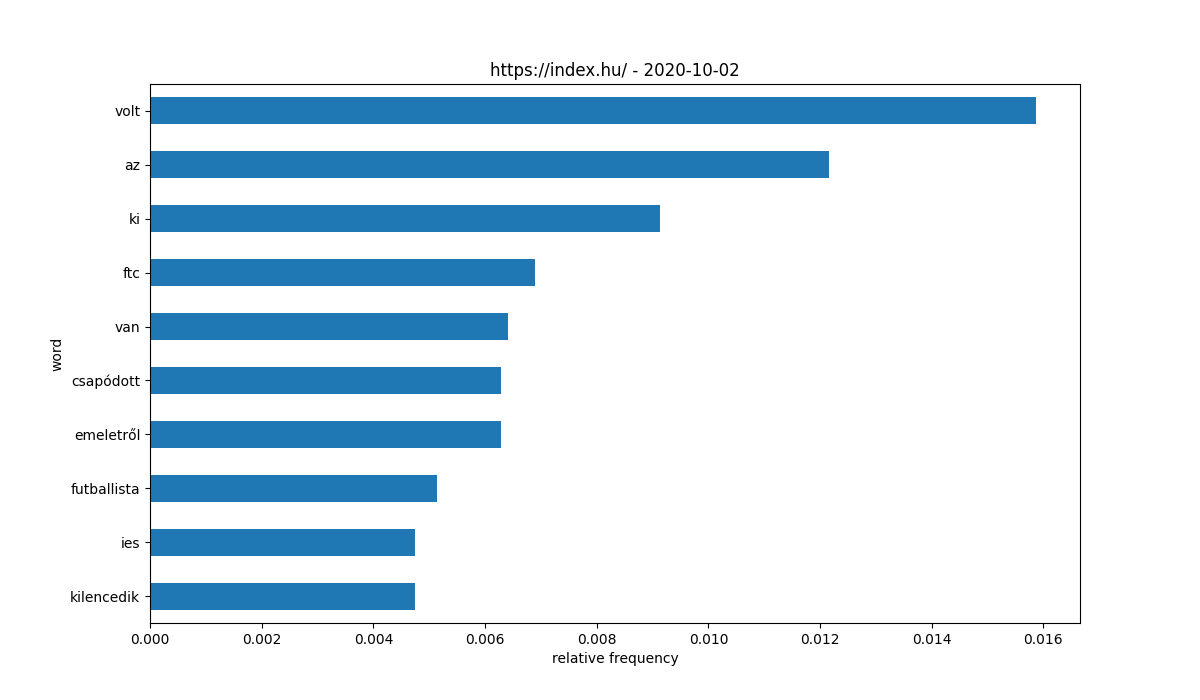 https://index.hu/ - 2020-10-02
volt
az
ki
ftc
van
csapódott
emeletről
futballista
ies
kilencedik
word
0.000 0.002 0.004 0.006 0.008 0.010 0.012 0.014 0.016
relative frequency